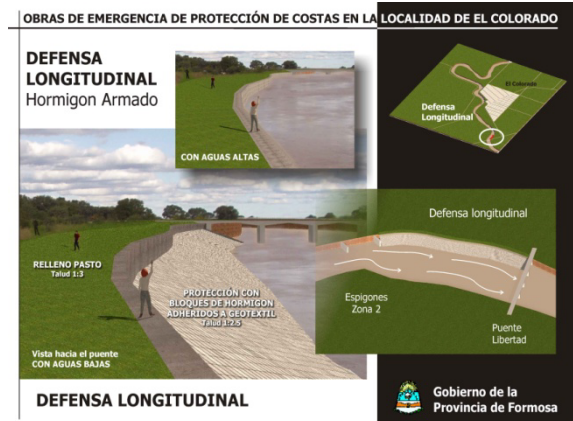 OBRAS DE EMERGENCIA DE PROTECCIÓN DE COSTAS EN LA LOCALIDAD DE EL COLORADO
DEFENSA
LONGITUDINAL
Hormigon Armado
CON AGUAS ALTAS
El Colorado
Defensa
Longitudinal
RELLENO PASTO
Talud 1:3
PROTECCIÓN CON
BLOQUES DE HORMIGON
ADHERIDOS A GEOTEXTIL
Talud 1:2.5
Vista hacia el puente
CON AGUAS BAJAS
Defensa longitudinal
Espigones
Zona 2
Puente
Libertad
DEFENSA LONGITUDINAL
Gobierno de la
Provincia de Formosa